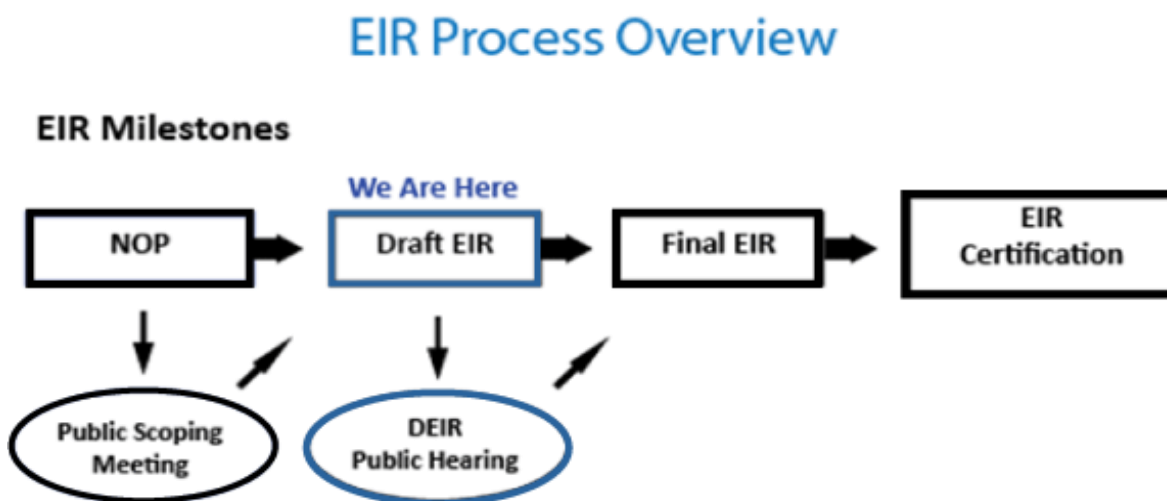 EIR Process Overview
EIR Milestones
We Are Here
NOP
Draft EIR
Final EIR
EIR
Certification
Public Scoping
Meeting
DEIR
Public Hearing